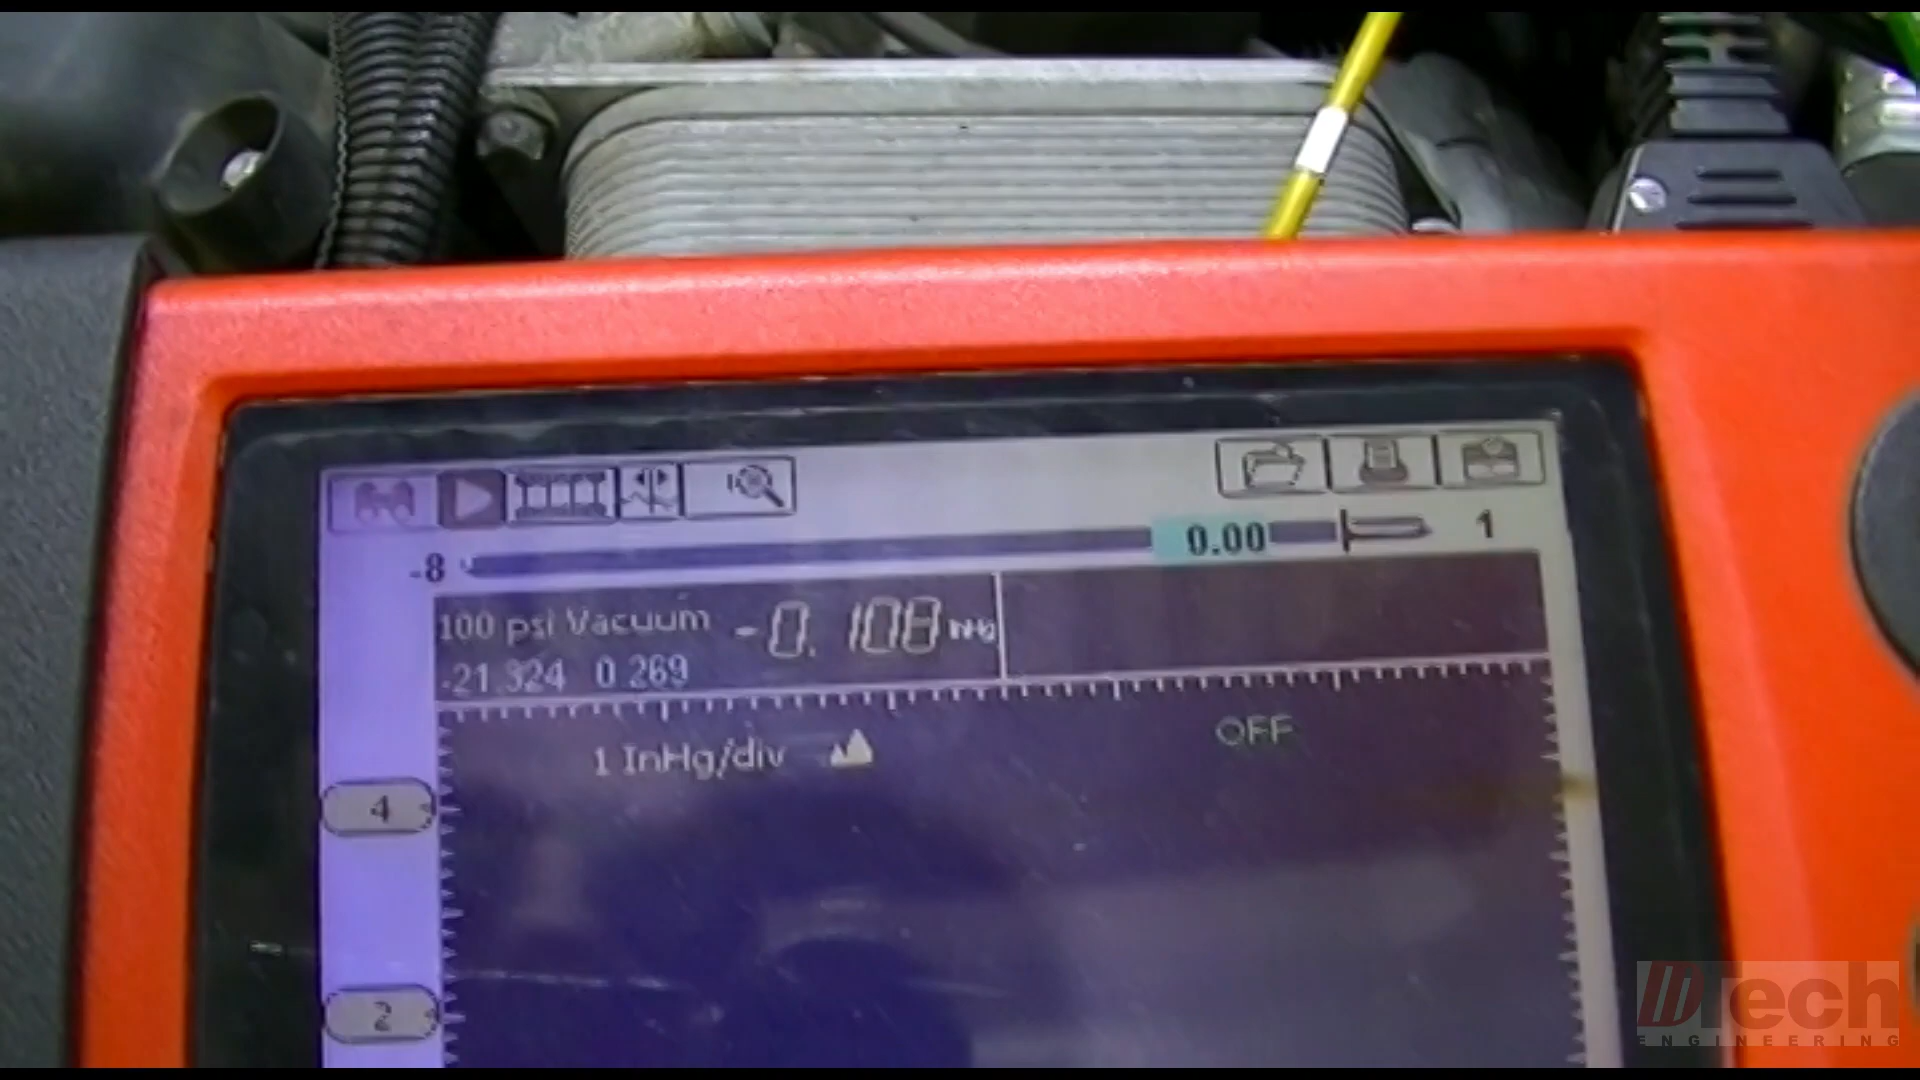 -8 0.00 1
100 psi Vacuum -0.108 InHg
-21.324 0.269
1 InHg/div OFF
4
2
DTech
ENGINEERING